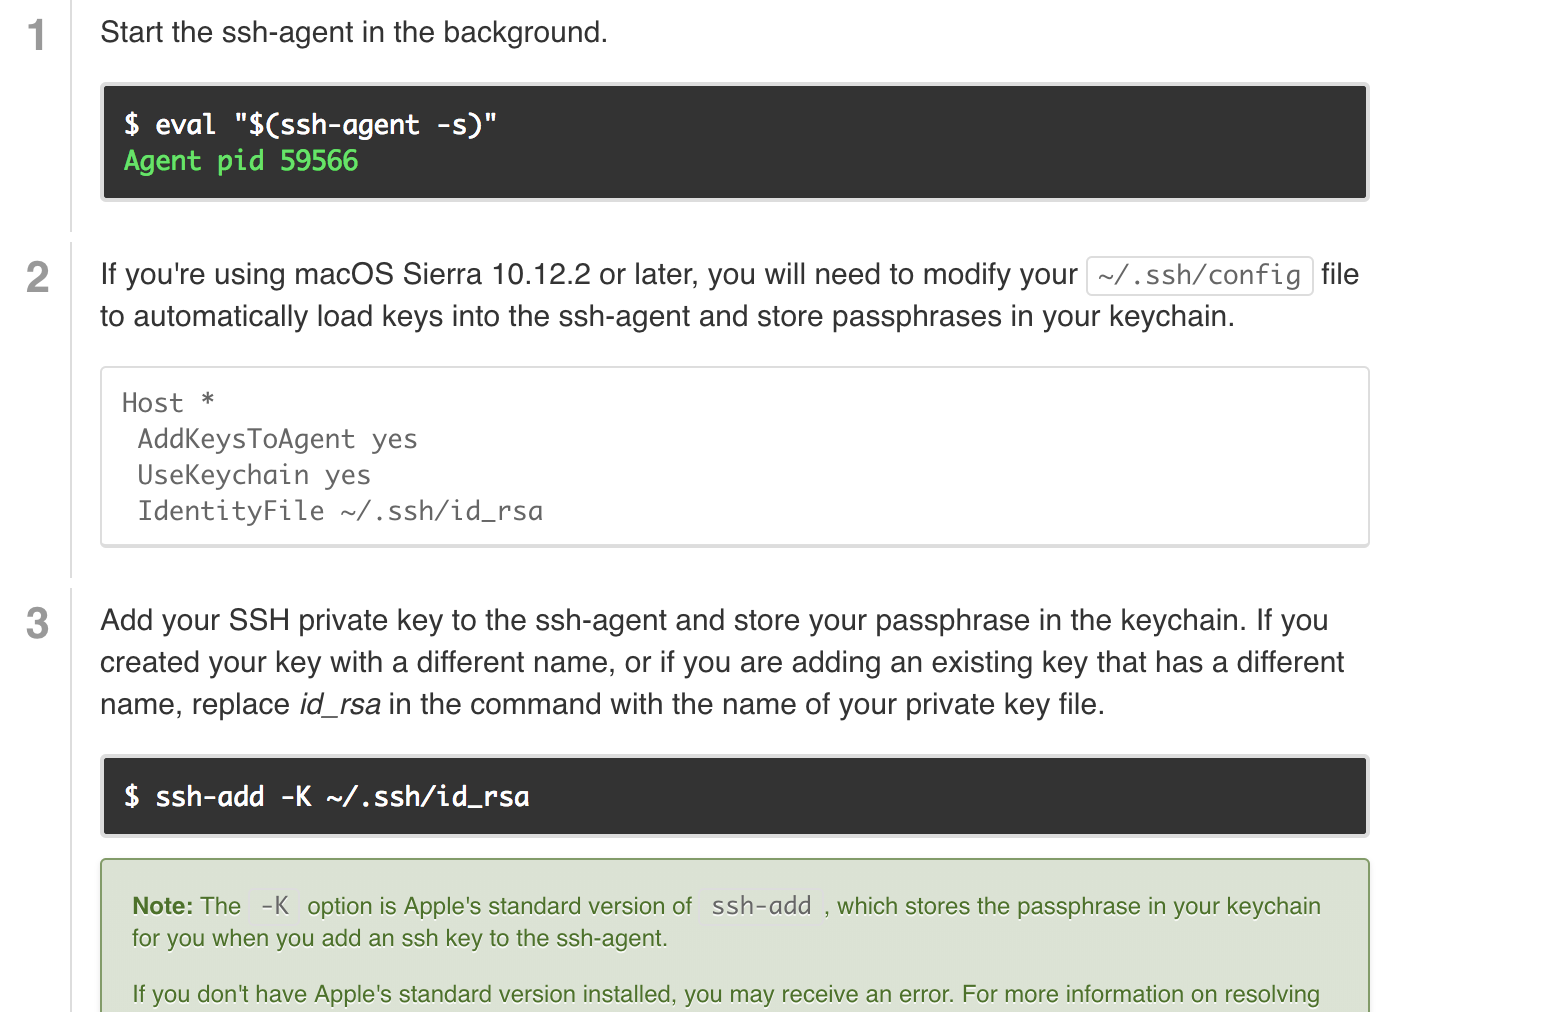 1
Start the ssh-agent in the background.
$ eval "$(ssh-agent -s)"
Agent pid 59566
2
If you're using macOS Sierra 10.12.2 or later, you will need to modify your ~/.ssh/config file
to automatically load keys into the ssh-agent and store passphrases in your keychain.
Host *
 AddKeysToAgent yes
 UseKeychain yes
 IdentityFile ~/.ssh/id_rsa
3
Add your SSH private key to the ssh-agent and store your passphrase in the keychain. If you
created your key with a different name, or if you are adding an existing key that has a different
name, replace id_rsa in the command with the name of your private key file.
$ ssh-add -K ~/.ssh/id_rsa
Note: The -K option is Apple's standard version of ssh-add , which stores the passphrase in your keychain
for you when you add an ssh key to the ssh-agent.
If you don't have Apple's standard version installed, you may receive an error. For more information on resolving